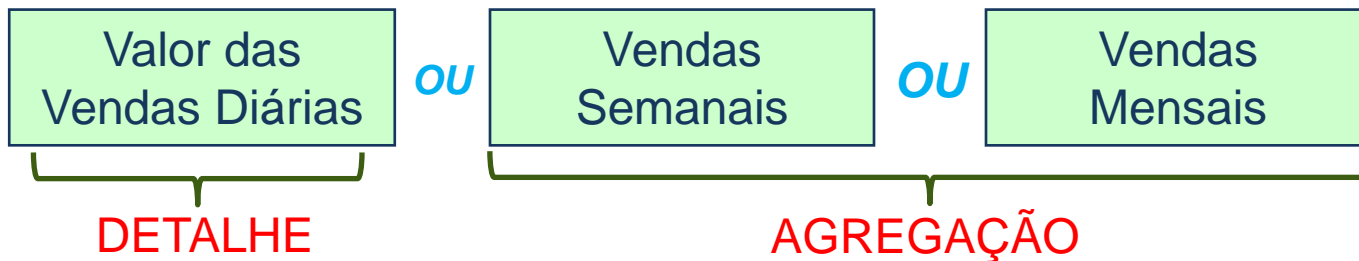 Valor das
Vendas Diárias
OU
Vendas
Semanais
OU
Vendas
Mensais
DETALHE
AGREGAÇÃO